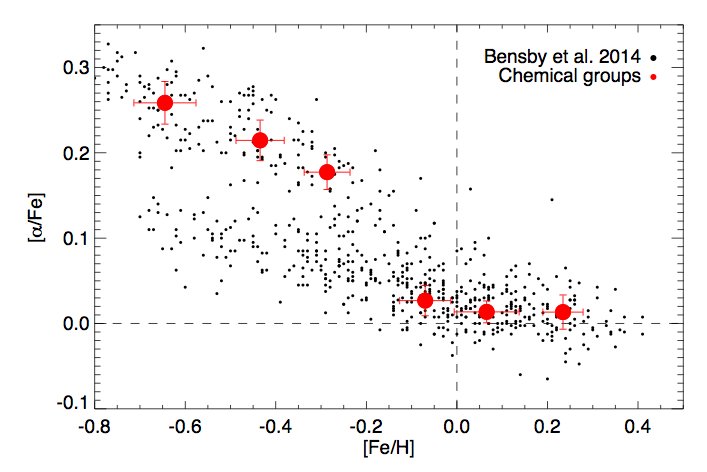 Bensby et al. 2014
Chemical groups
0.3
0.2
0.1
0.0
-0.1
[α/Fe]
-0.8 -0.6 -0.4 -0.2 0.0 0.2 0.4
[Fe/H]